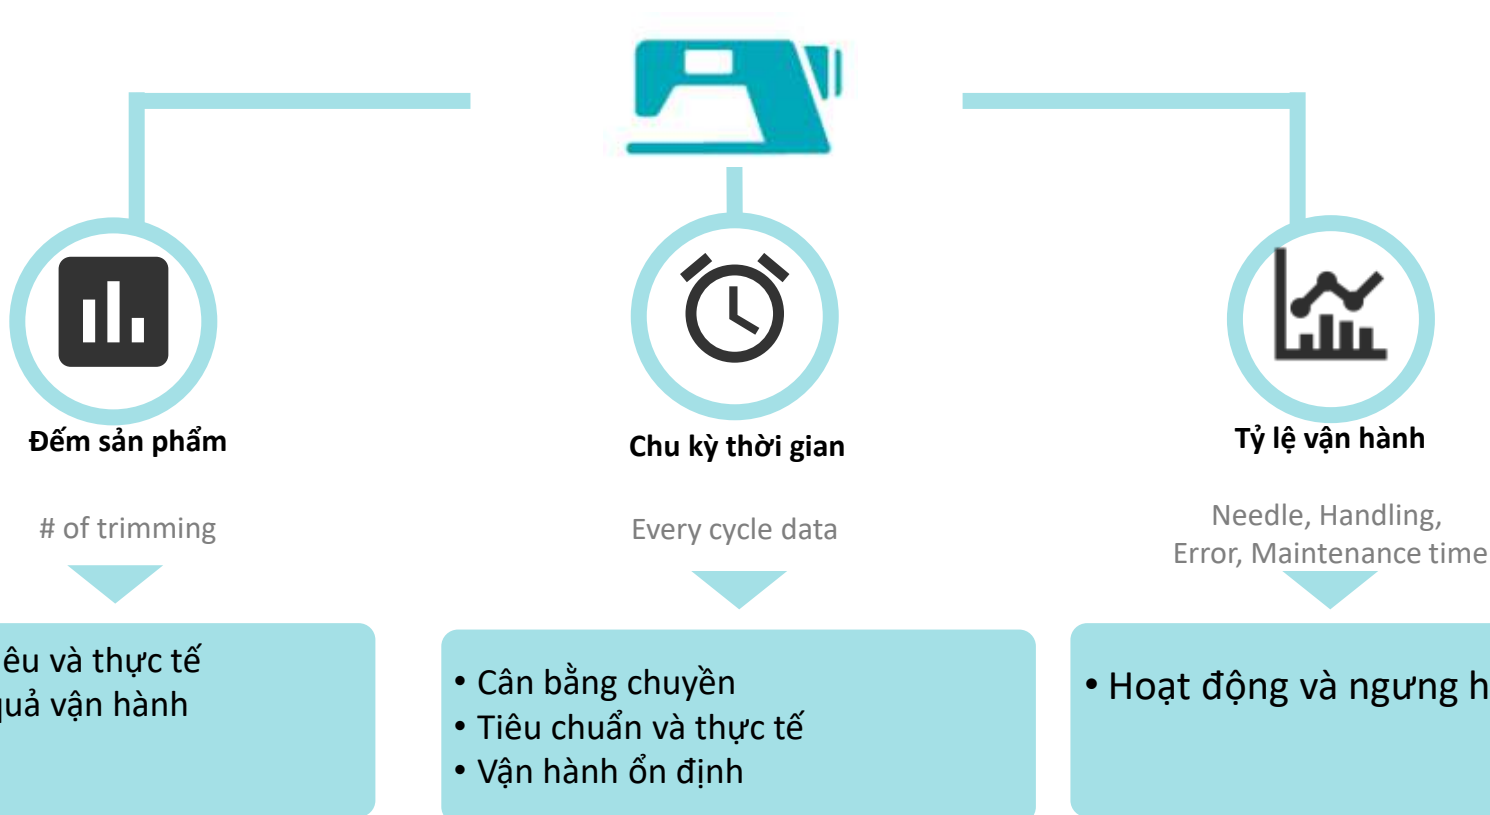 Đếm sản phẩm
# of trimming
êu và thực tế
quả vận hành
Chu kỳ thời gian
Every cycle data
• Cân bằng chuyền
• Tiêu chuẩn và thực tế
• Vận hành ổn định
Tỷ lệ vận hành
Needle, Handling,
Error, Maintenance time
• Hoạt động và ngưng h